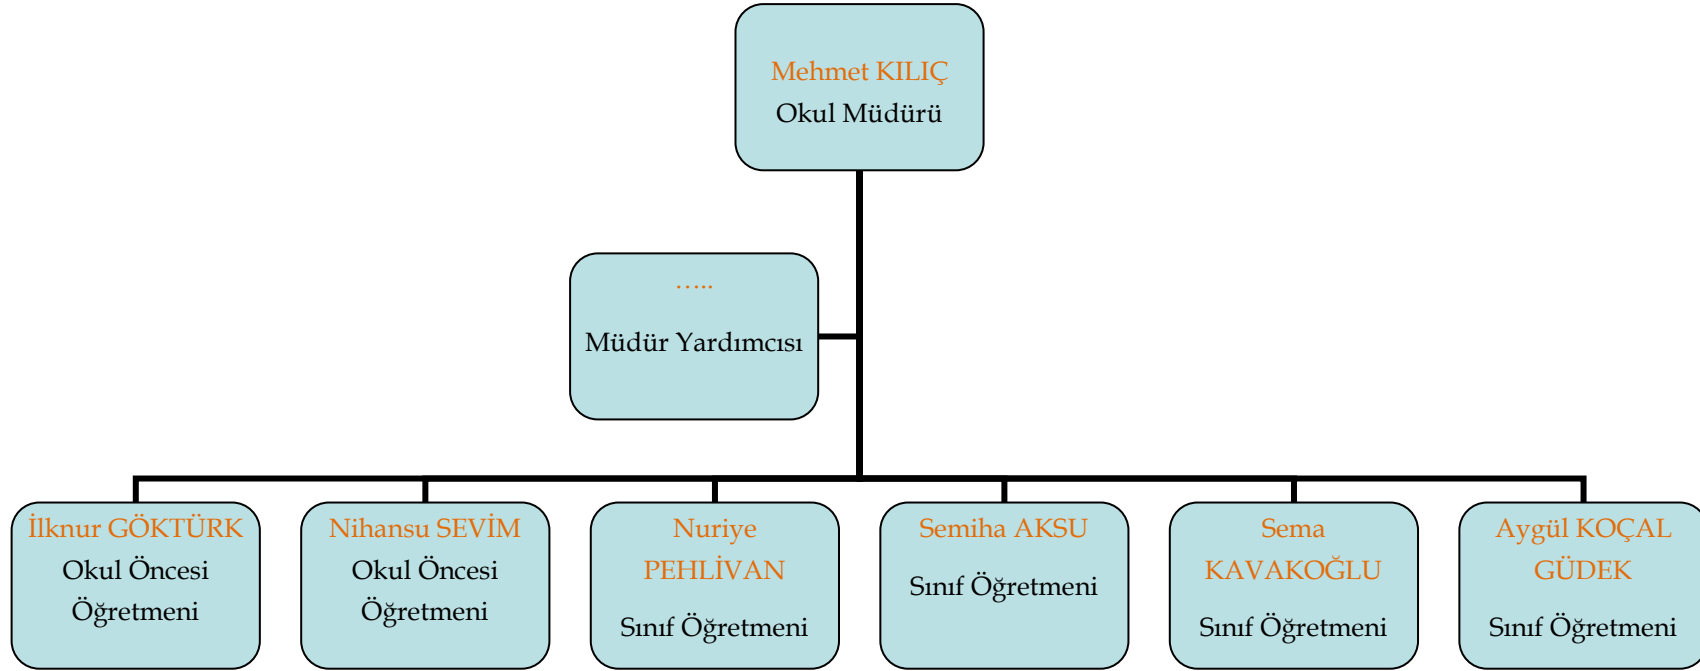 Mehmet KILIÇ
Okul Müdürü
…..
Müdür Yardımcısı
İlknur GÖKTÜRK
Okul Öncesi
Öğretmeni
Nihansu SEVİM
Okul Öncesi
Öğretmeni
Nuriye
PEHLİVAN
Sınıf Öğretmeni
Semiha AKSU
Sınıf Öğretmeni
Sema
KAVAKOĞLU
Sınıf Öğretmeni
Aygül KOÇAL
GÜDEK
Sınıf Öğretmeni